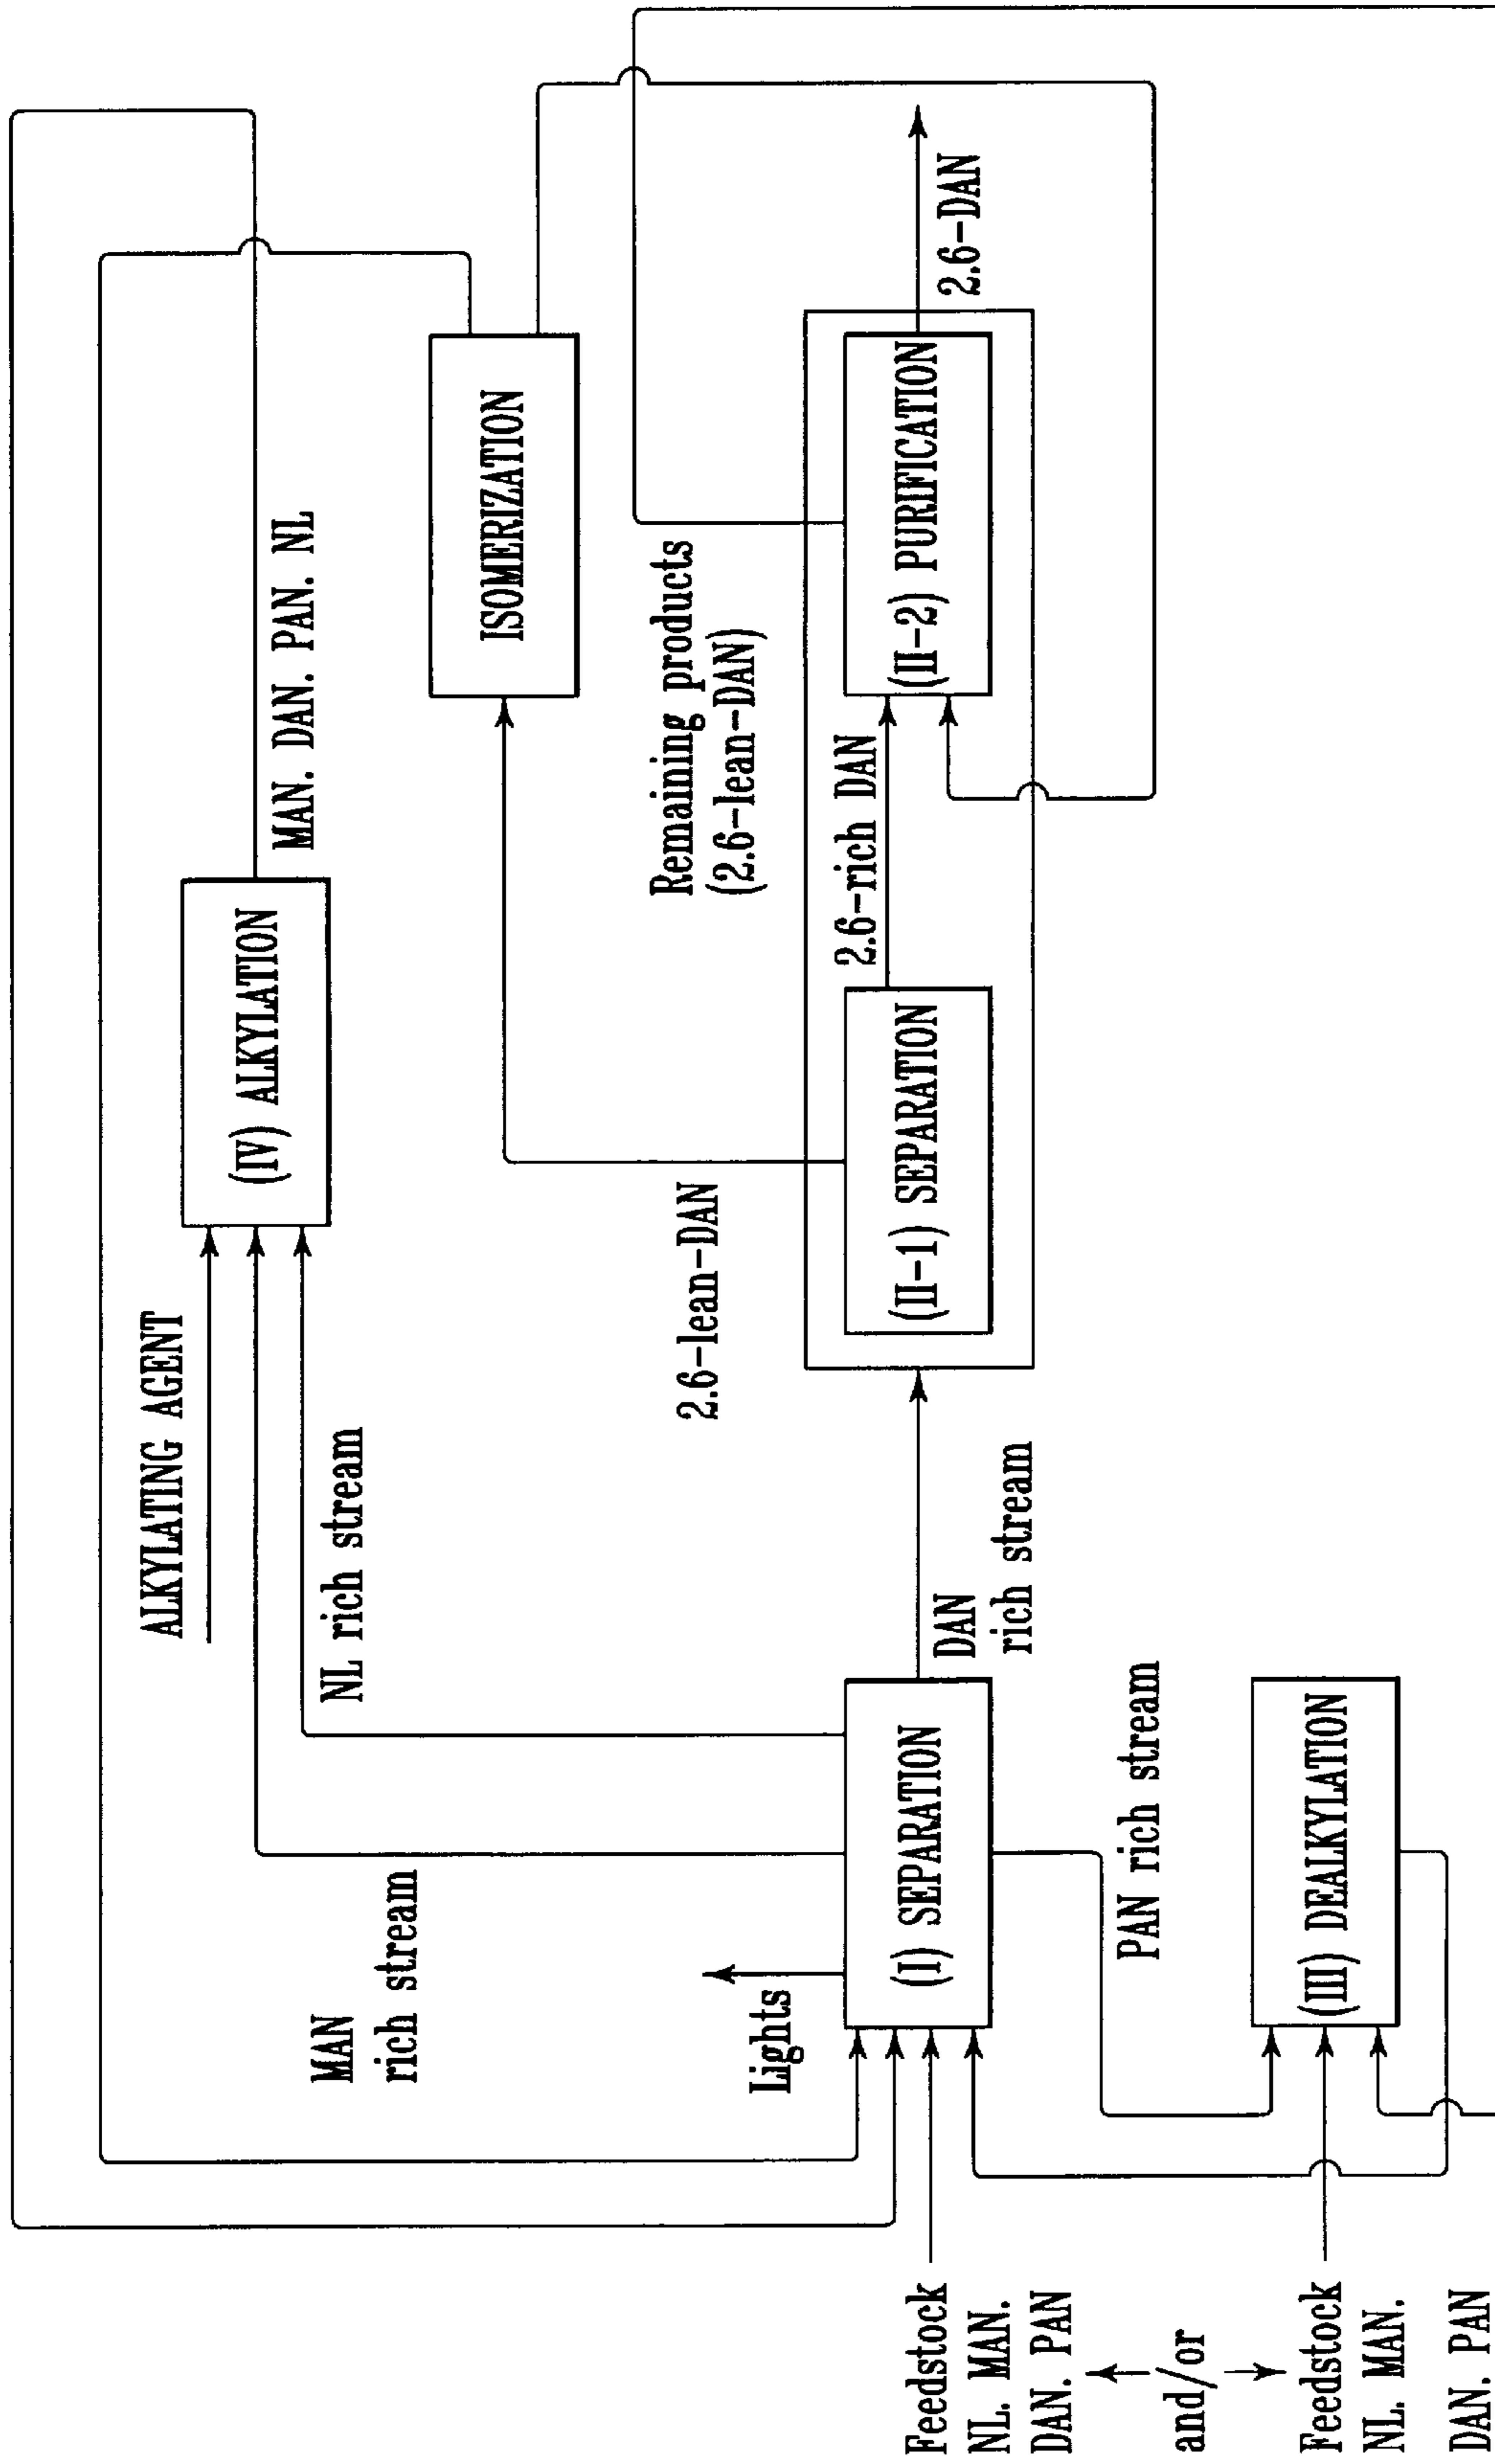 ALKYLATING AGENT
(IV) ALKYLATION
MAN. DAN. PAN. NL
NL rich stream
MAN
rich stream
ISOMERIZATION
2.6-lean-DAN
Remaining products
(2.6-lean-DAN)
Lights
(I) SEPARATION
DAN
rich stream
(II-1) SEPARATION
2.6-rich DAN
(II-2) PURIFICATION
2.6-DAN
Feedstock
NL. MAN.
DAN. PAN
and/or
PAN rich stream
(III) DEALKYLATION
Feedstock
NL. MAN.
DAN. PAN